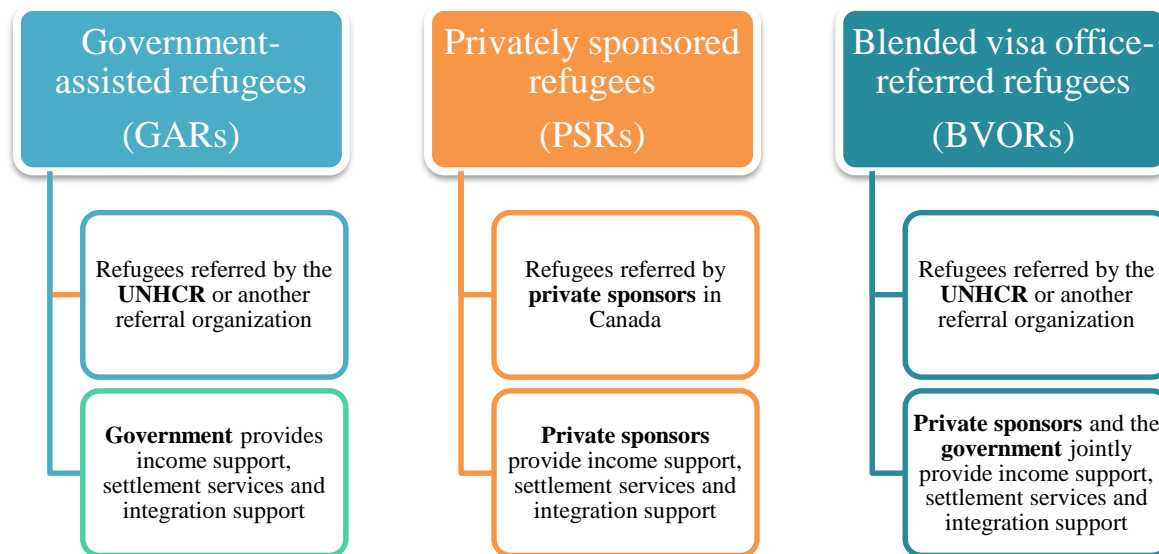 Government-
assisted refugees
(GARs)
Refugees referred by the
UNHCR or another
referral organization
Government provides
income support,
settlement services and
integration support
Privately sponsored
refugees
(PSRs)
Refugees referred by
private sponsors in
Canada
Private sponsors
provide income support,
settlement services and
integration support
Blended visa office-
referred refugees
(BVORs)
Refugees referred by the
UNHCR or another
referral organization
Private sponsors and the
government jointly
provide income support,
settlement services and
integration support